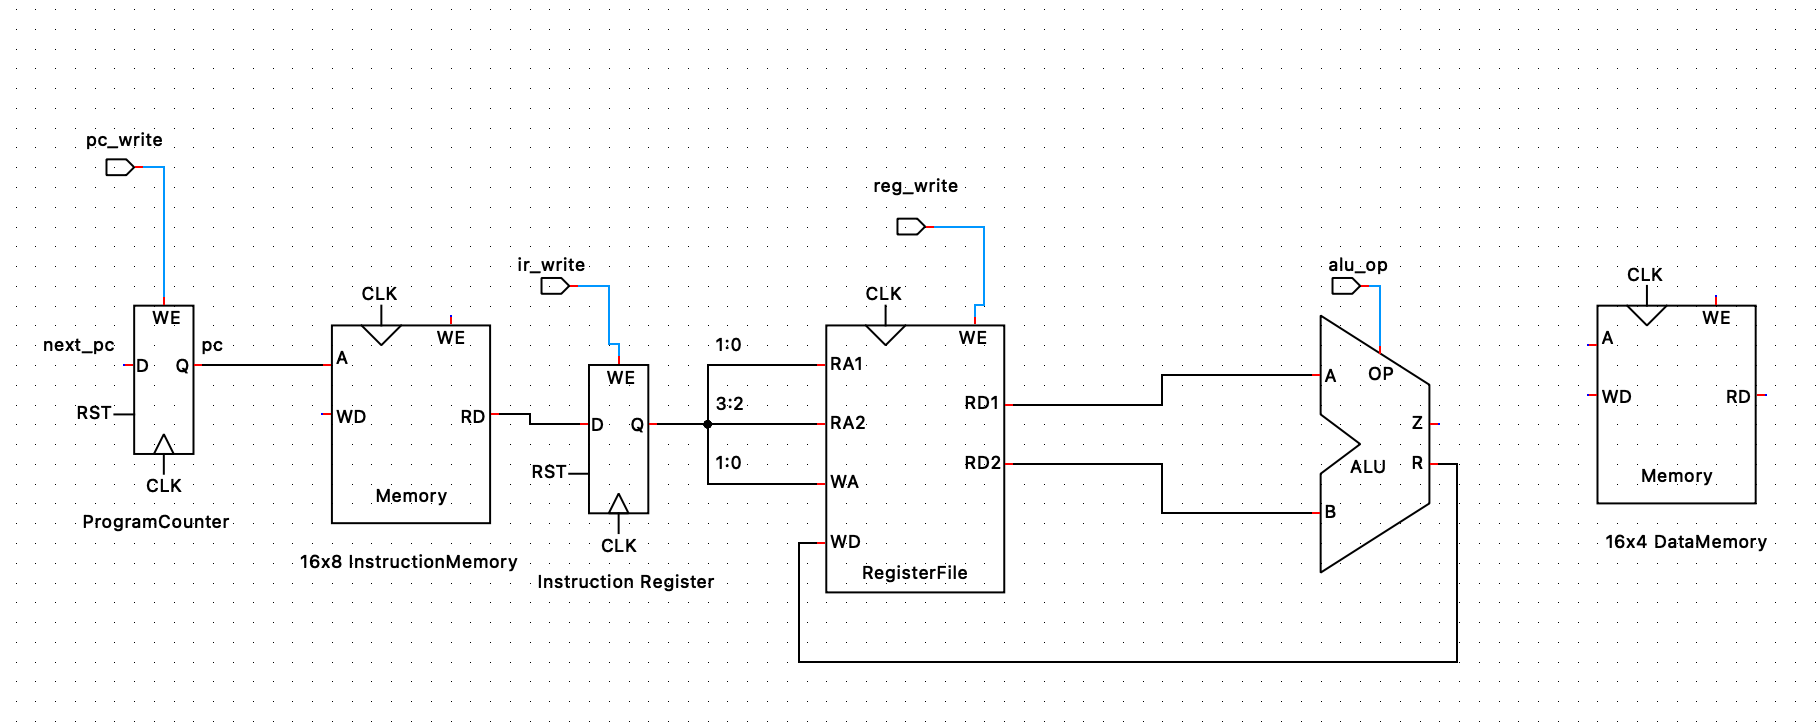 pc_write
WE
next_pc
D
Q
pc
RST
CLK
ProgramCounter
CLK
WE
A
WD
RD
Memory
16x8 InstructionMemory
ir_write
WE
D
Q
RST
CLK
Instruction Register
1:0
3:2
1:0
reg_write
CLK
WE
RA1
RA2
WA
WD
RD1
RD2
RegisterFile
alu_op
A
OP
Z
ALU
R
B
CLK
WE
A
WD
RD
Memory
16x4 DataMemory